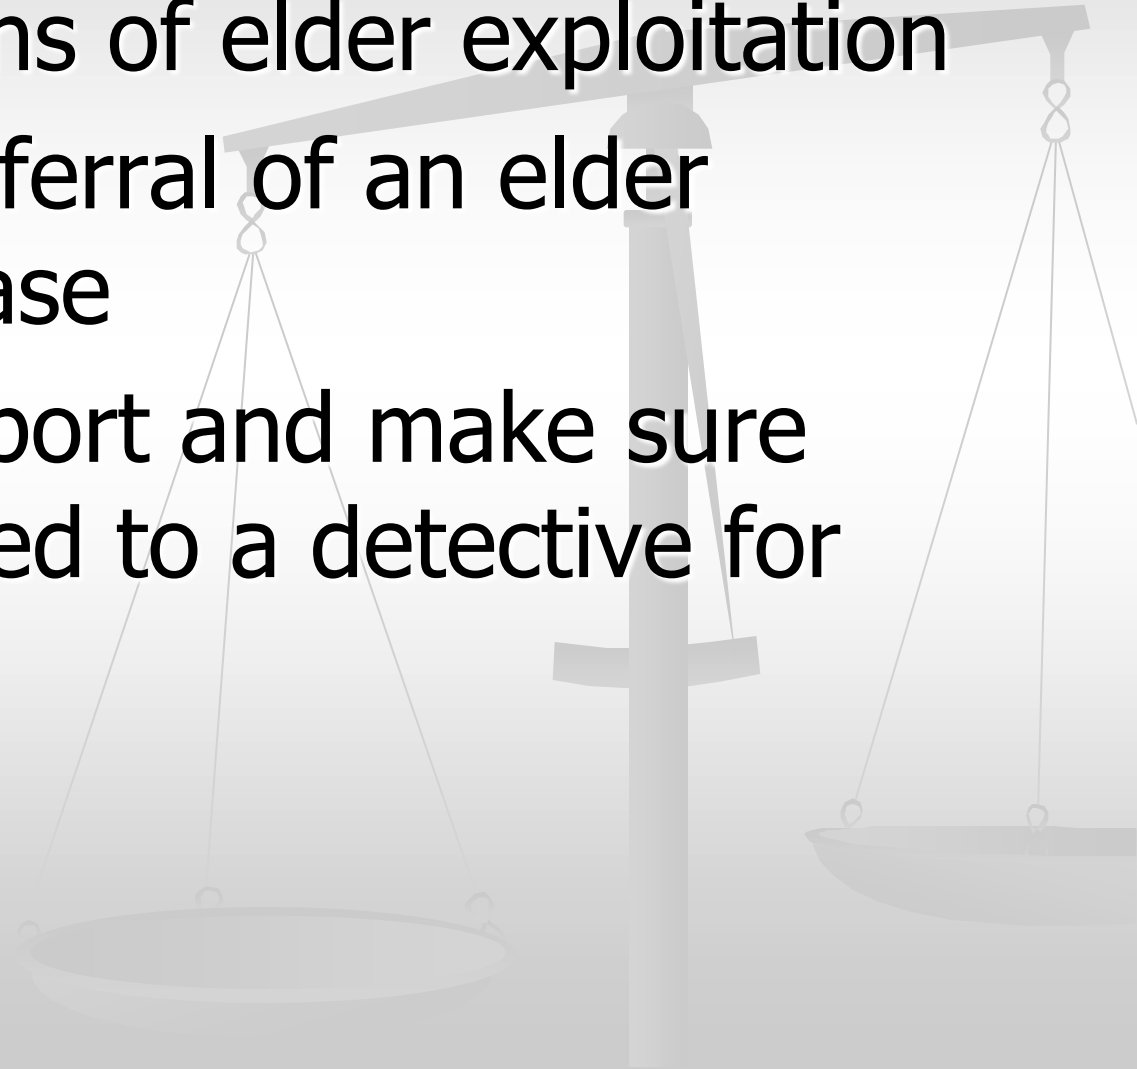 ns of elder exploitation
ferral of an elder
ase
port and make sure
ed to a detective for